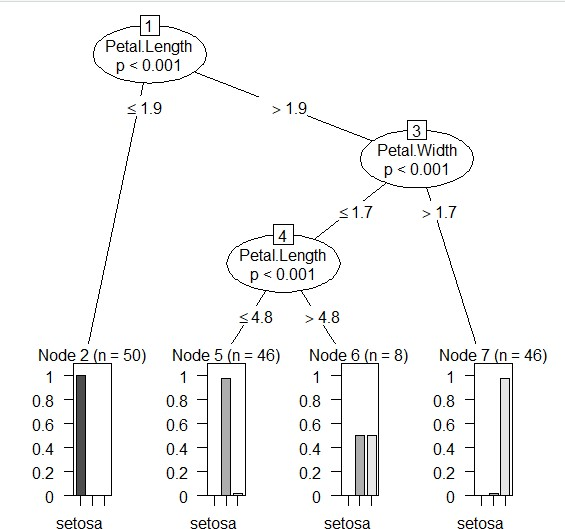 1
Petal.Length
p < 0.001
≤ 1.9
> 1.9
3
Petal.Width
p < 0.001
≤ 1.7
> 1.7
4
Petal.Length
p < 0.001
≤ 4.8
> 4.8
Node 2 (n = 50)
1
0.8
0.6
0.4
0.2
0
setosa
Node 5 (n = 46)
1
0.8
0.6
0.4
0.2
0
setosa
Node 6 (n = 8)
1
0.8
0.6
0.4
0.2
0
setosa
Node 7 (n = 46)
1
0.8
0.6
0.4
0.2
0
setosa